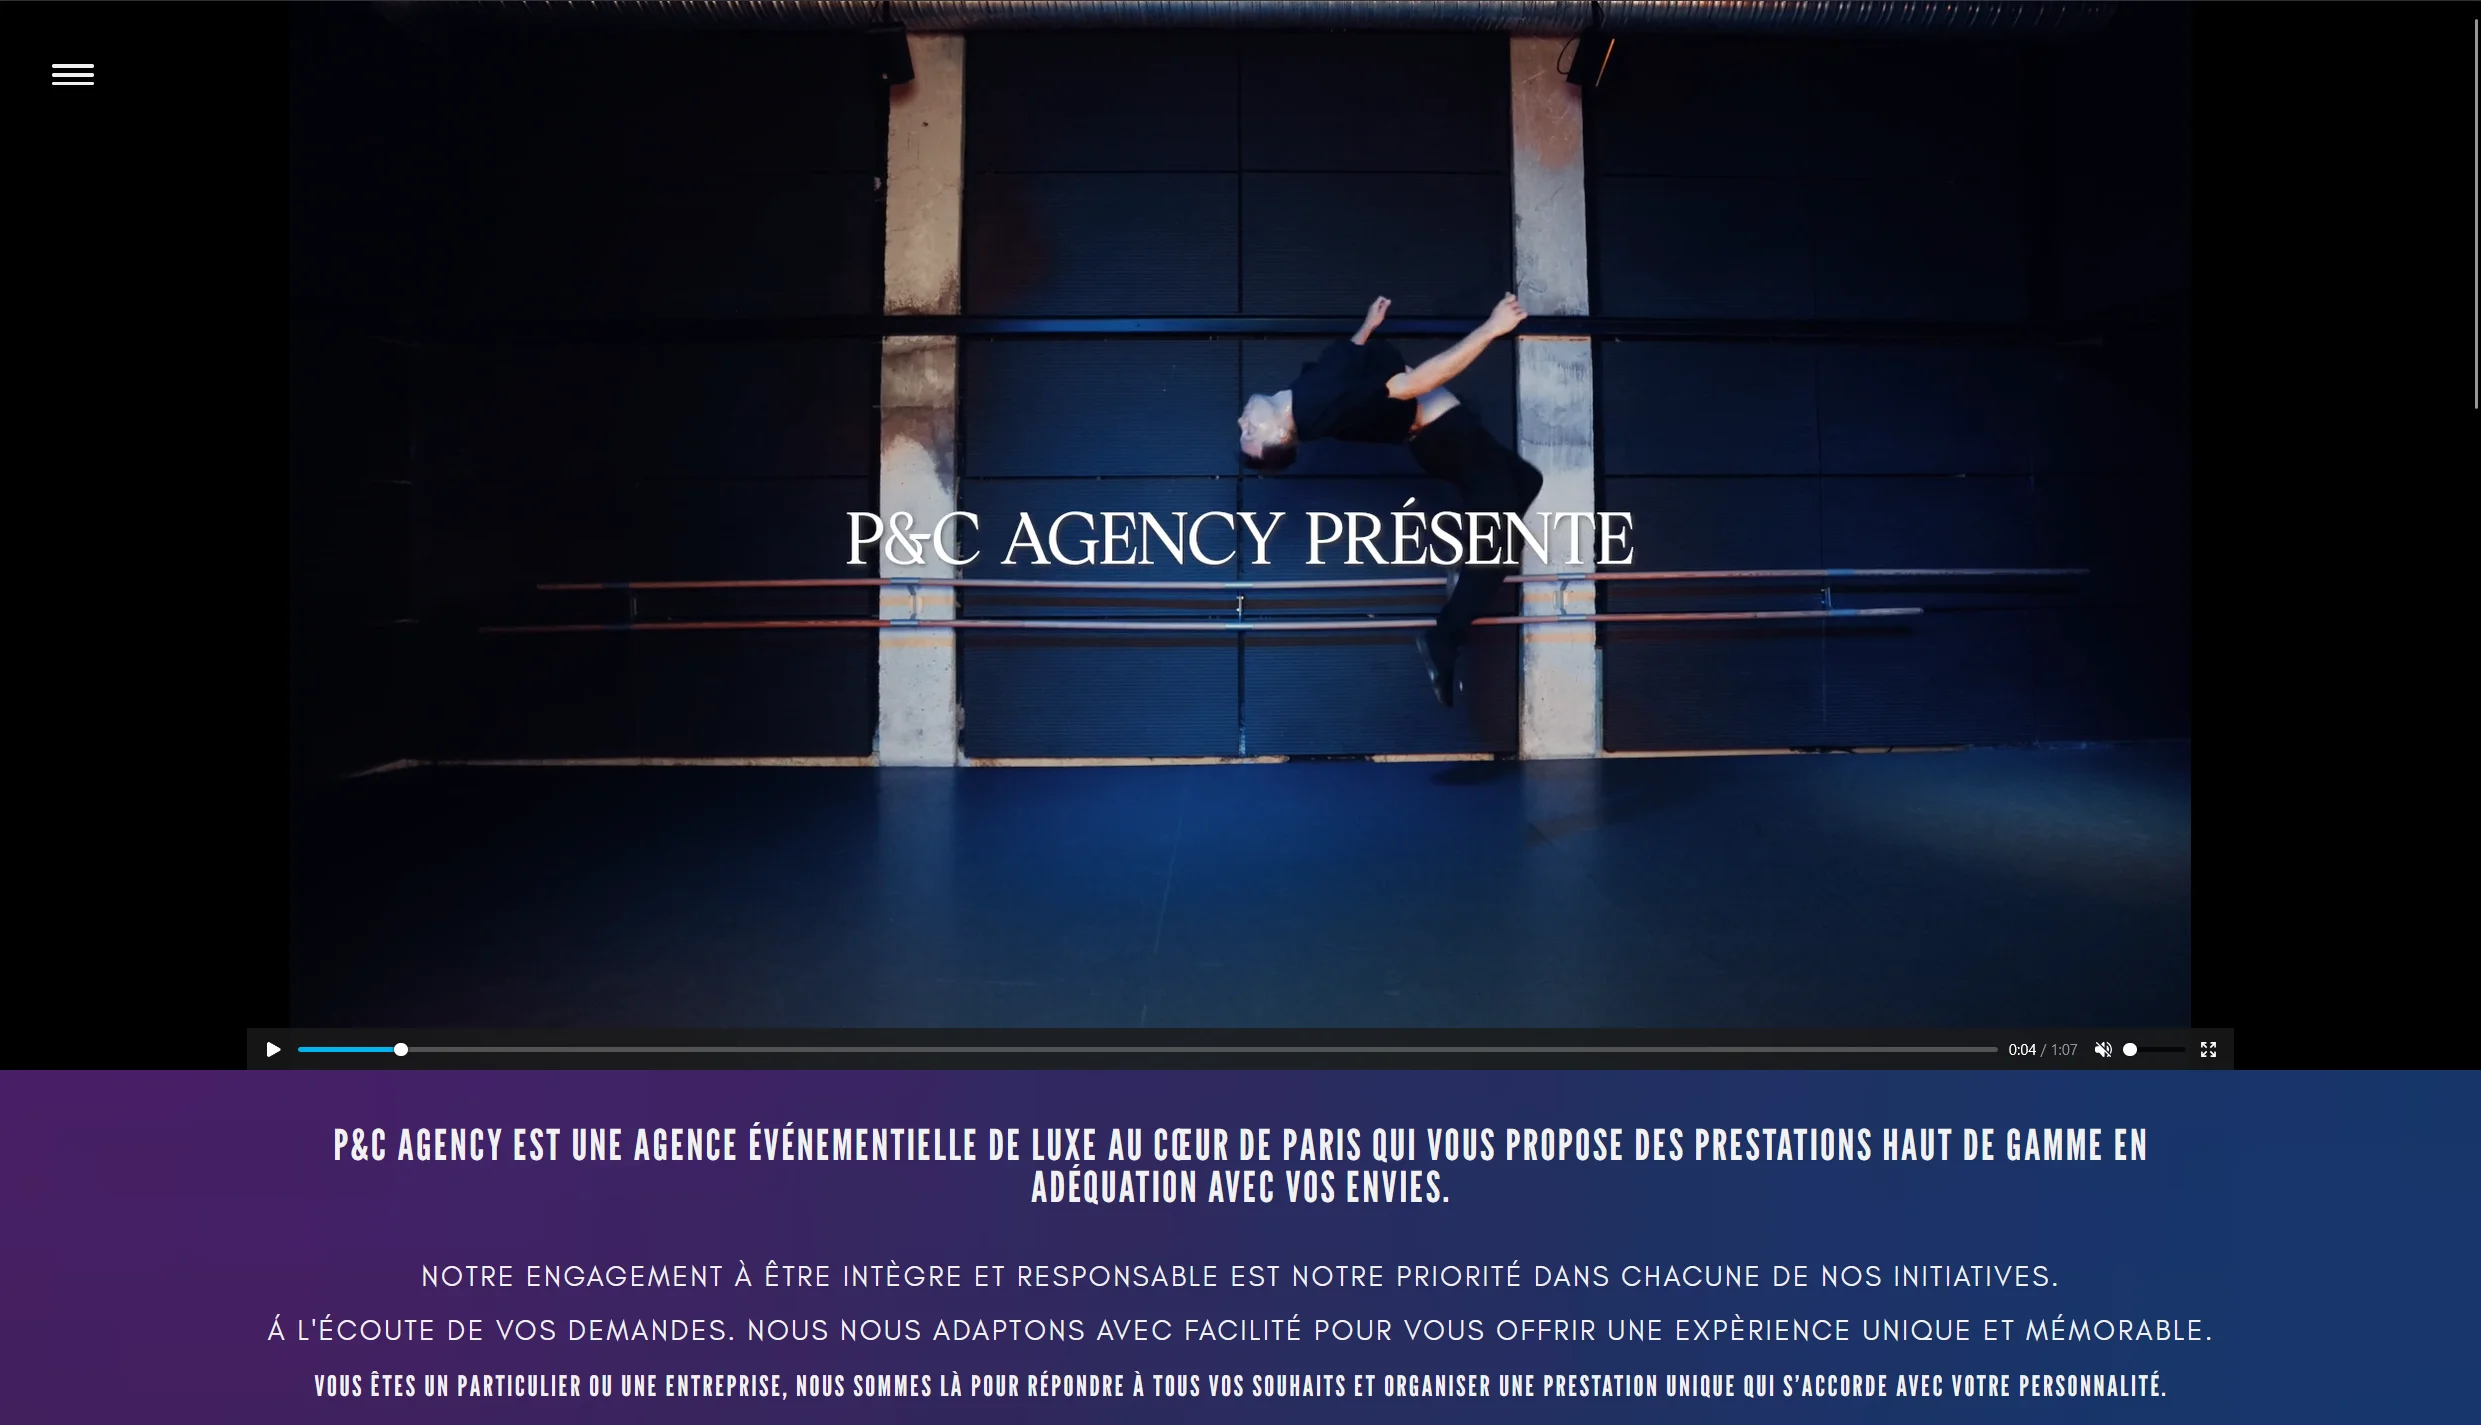 P&C AGENCY PRÉSENTE
0:04 / 1:07
P&C AGENCY EST UNE AGENCE ÉVÉNEMENTIELLE DE LUXE AU CŒUR DE PARIS QUI VOUS PROPOSE DES PRESTATIONS HAUT DE GAMME EN
ADÉQUATION AVEC VOS ENVIES.
NOTRE ENGAGEMENT À ÊTRE INTÈGRE ET RESPONSABLE EST NOTRE PRIORITÉ DANS CHACUNE DE NOS INITIATIVES.
Á L'ÉCOUTE DE VOS DEMANDES. NOUS NOUS ADAPTONS AVEC FACILITÉ POUR VOUS OFFRIR UNE EXPÈRIENCE UNIQUE ET MÉMORABLE.
VOUS ÊTES UN PARTICULIER OU UNE ENTREPRISE, NOUS SOMMES LÀ POUR RÉPONDRE À TOUS VOS SOUHAITS ET ORGANISER UNE PRESTATION UNIQUE QUI S’ACCORDE AVEC VOTRE PERSONNALITÉ.